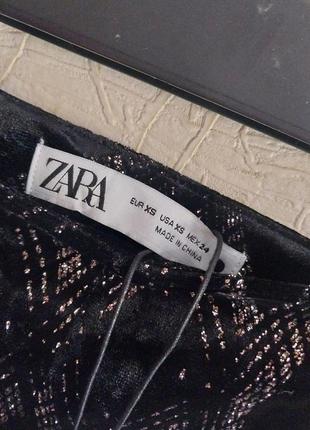 ZARA
EUR XS USA XS MEX 24
MADE IN CHINA